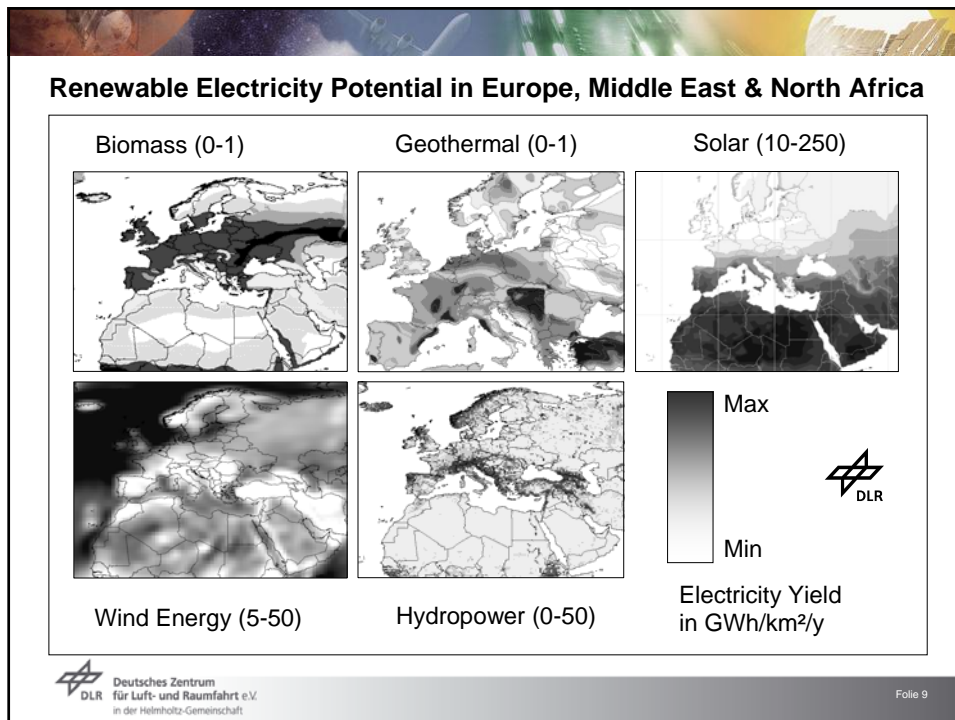 Renewable Electricity Potential in Europe, Middle East & North Africa
Biomass (0-1)
Geothermal (0-1)
Solar (10-250)
Max
DLR
Min
Wind Energy (5-50)
Hydropower (0-50)
Electricity Yield
in GWh/km²/y
DLR
Deutsches Zentrum
für Luft- und Raumfahrt e.V.
in der Helmholtz-Gemeinschaft
Folie 9